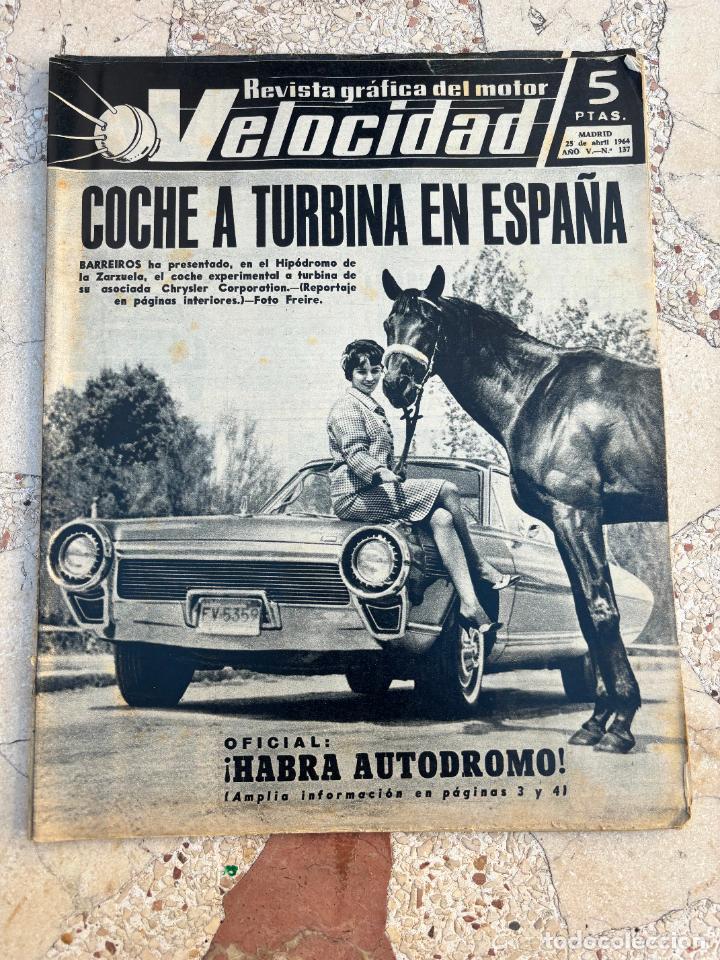 Revista gráfica del motor
Velocidad
5
PTAS.
MADRID
25 de abril 1964
AÑO V.—N.º 137
COCHE A TURBINA EN ESPAÑA
BARREIROS ha presentado, en el Hipódromo de
la Zarzuela, el coche experimental a turbina de
su asociada Chrysler Corporation.—(Reportaje
en páginas interiores.)—Foto Freire.
FV-5359
OFICIAL:
¡HABRA AUTODROMO!
(Amplia información en páginas 3 y 4)
todocoleccion.net